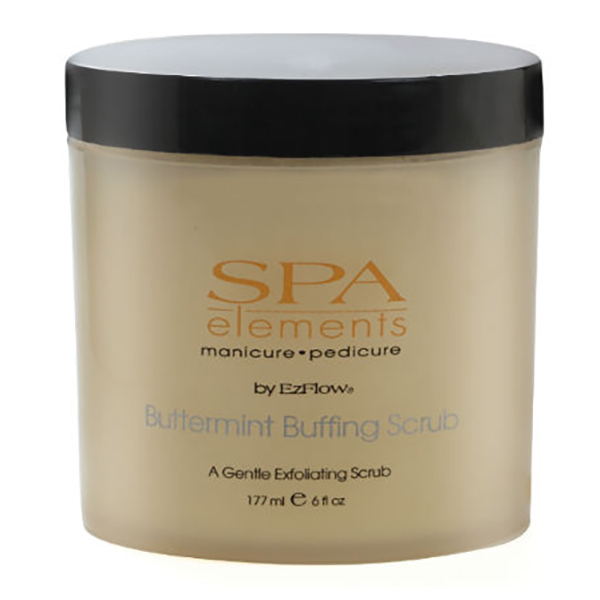 SPA
elements
manicure • pedicure
by EzFlow®
Buttermint Buffing Scrub
A Gentle Exfoliating Scrub
177 ml ℮ 6 fl oz